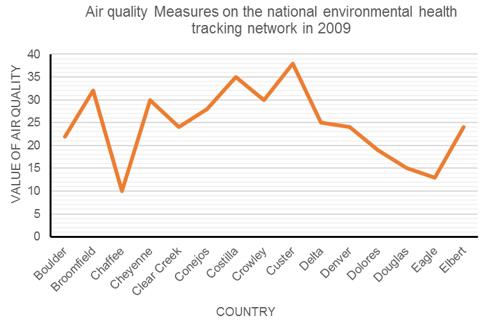 Air quality Measures on the national environmental health
tracking network in 2009
VALUE OF AIR QUALITY
40
35
30
25
20
15
10
5
0
Boulder
Broomfield
Chaffee
Cheyenne
Clear Creek
Conejos
Costilla
Crowley
Custer
Delta
Denver
Dolores
Douglas
Eagle
Elbert
COUNTRY